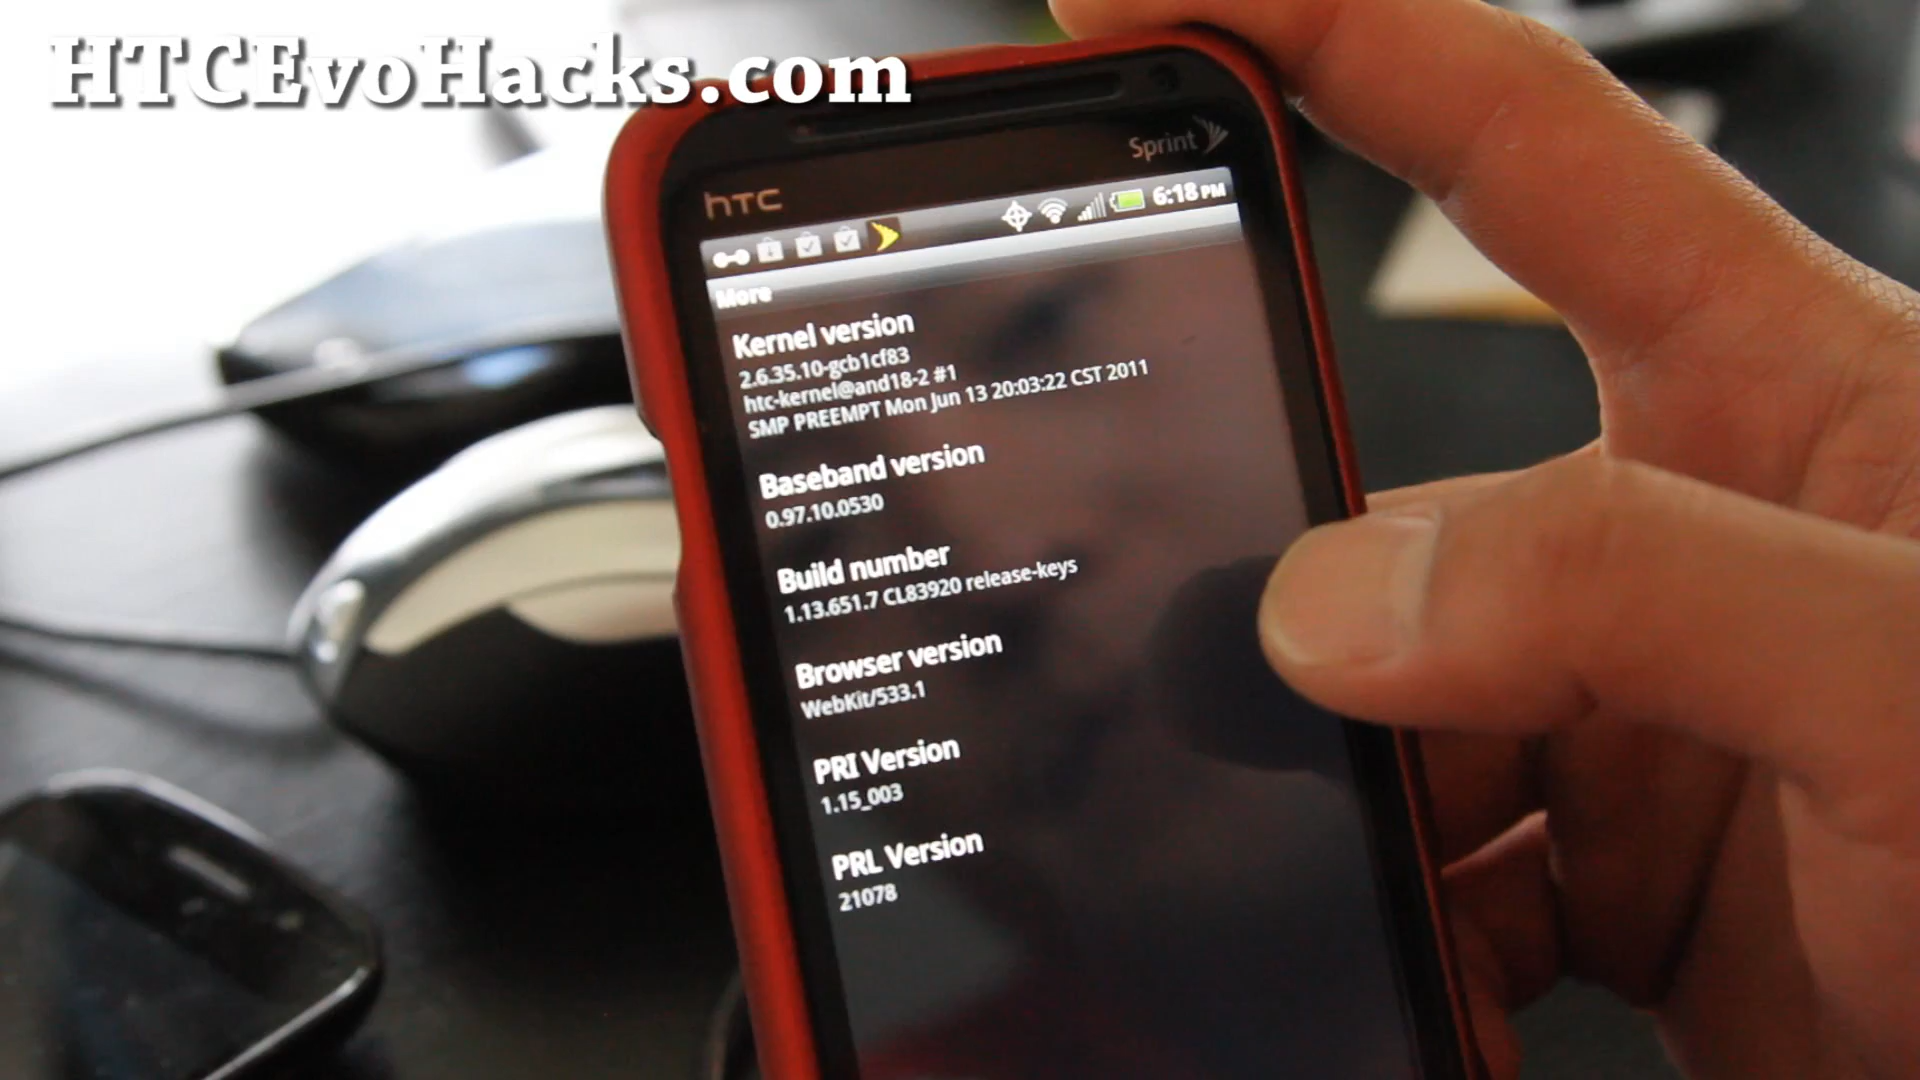 HTCEvoHacks.com
Sprint
hTC
6:18 PM
More
Kernel version
2.6.35.10-gcb1cf83
htc-kernel@and18-2 #1
SMP PREEMPT Mon Jun 13 20:03:22 CST 2011
Baseband version
0.97.10.0530
Build number
1.13.651.7 CL83920 release-keys
Browser version
WebKit/533.1
PRI Version
1.15_003
PRL Version
21078